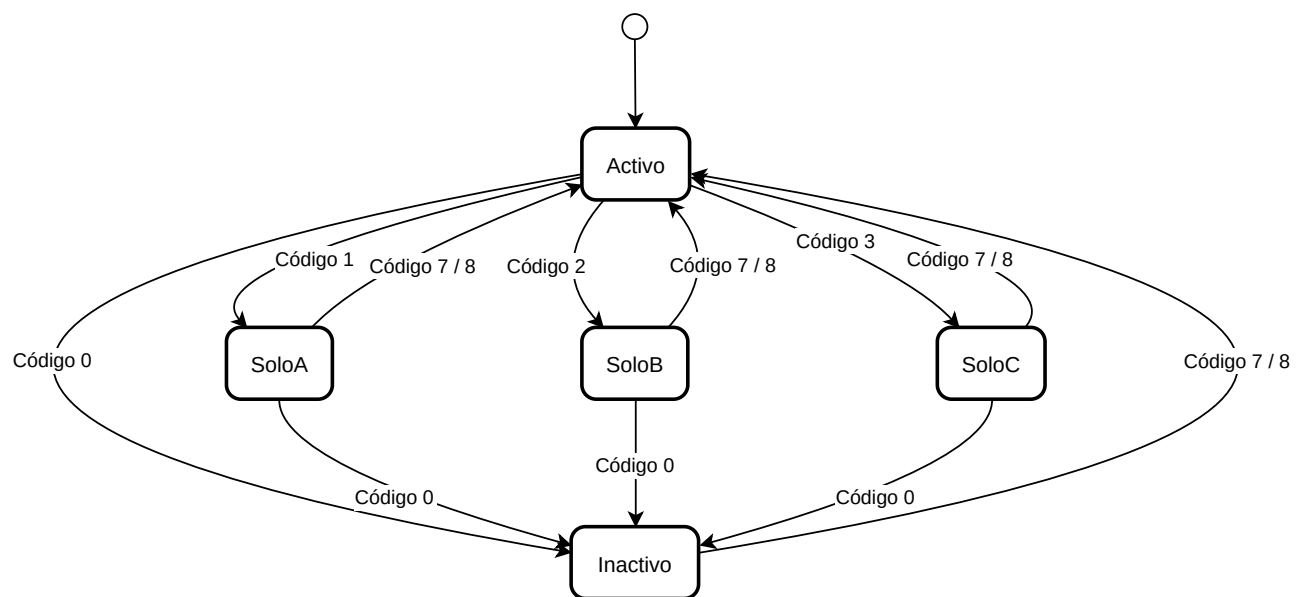 Activo
Código 3
Código 1
Código 7 / 8
Código 2
Código 7 / 8
Código 7 / 8
Código 0
SoloA
SoloB
SoloC
Código 7 / 8
Código 0
Código 0
Código 0
Inactivo